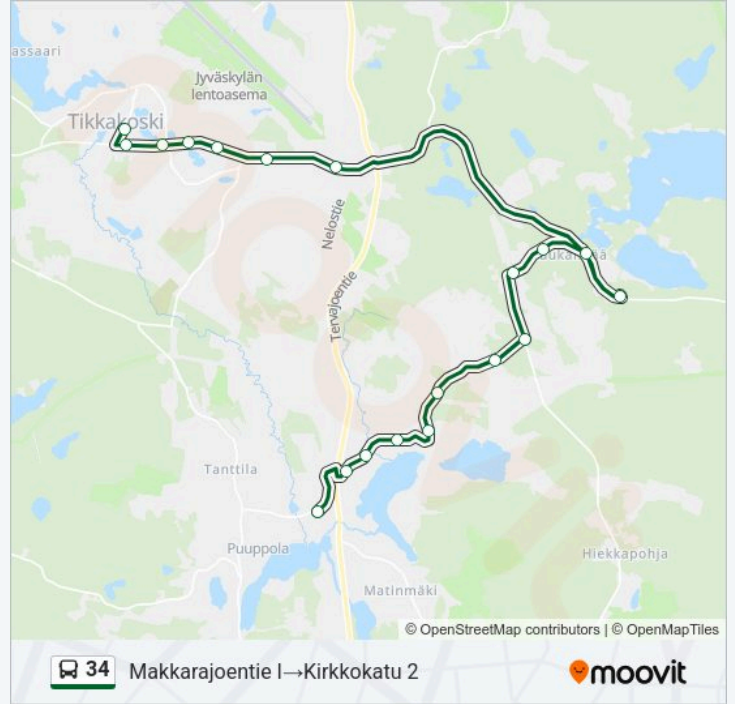 assaari
Jyväskylän
lentoasema
Tikkakoski
Nelostie
Tervajoentie
Tanttila
Puuppola
Hiekkapohja
Matinmäki
© OpenStreetMap contributors | © OpenMapTiles
34 Makkarajoentie I→Kirkkokatu 2
moovit